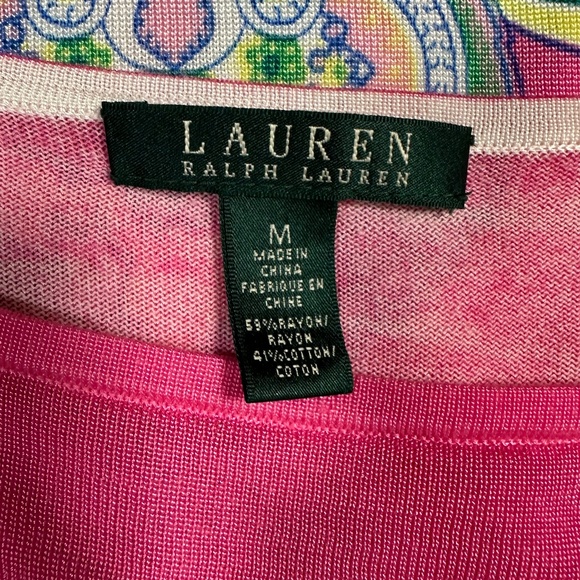 LAUREN
RALPH LAUREN
M
MADE IN
CHINA
FABRIQUE EN
CHINE
59%RAYON/
RAYON
41%COTTON/
COTON